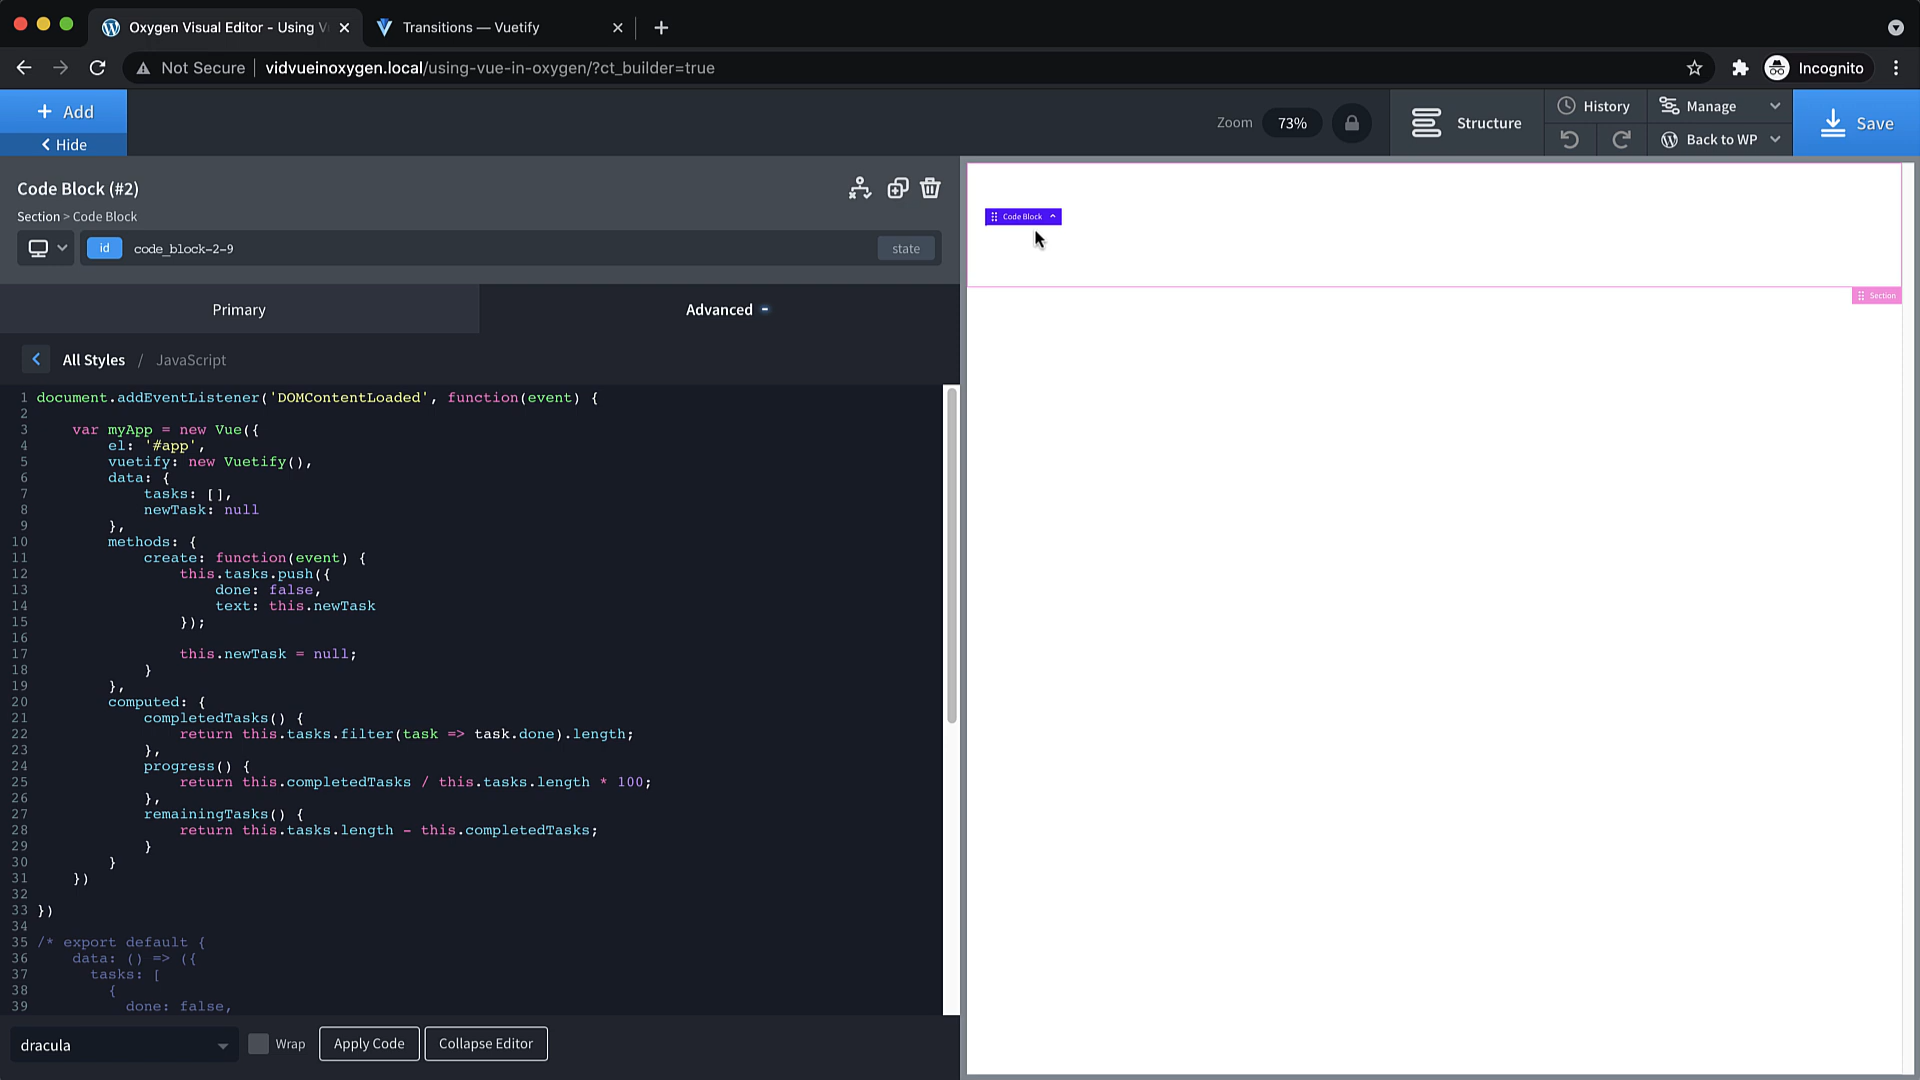 Oxygen Visual Editor - Using V
Transitions — Vuetify
Not Secure
vidvueinoxygen.local/using-vue-in-oxygen/?ct_builder=true
Incognito
+ Add
< Hide
Zoom
73%
Structure
History
Manage
Back to WP
Save
Code Block (#2)
Section > Code Block
id
code_block-2-9
state
Primary
Advanced
All Styles / JavaScript
1 document.addEventListener('DOMContentLoaded', function(event) {
2
3     var myApp = new Vue({
4         el: '#app',
5         vuetify: new Vuetify(),
6         data: {
7             tasks: [],
8             newTask: null
9         },
10         methods: {
11             create: function(event) {
12                 this.tasks.push({
13                     done: false,
14                     text: this.newTask
15                 });
16
17                 this.newTask = null;
18             }
19         },
20         computed: {
21             completedTasks() {
22                 return this.tasks.filter(task => task.done).length;
23             },
24             progress() {
25                 return this.completedTasks / this.tasks.length * 100;
26             },
27             remainingTasks() {
28                 return this.tasks.length - this.completedTasks;
29             }
30         }
31     })
32
33 })
34
35 /* export default {
36     data: () => ({
37       tasks: [
38         {
39           done: false,
dracula
Wrap
Apply Code
Collapse Editor
Code Block
Section